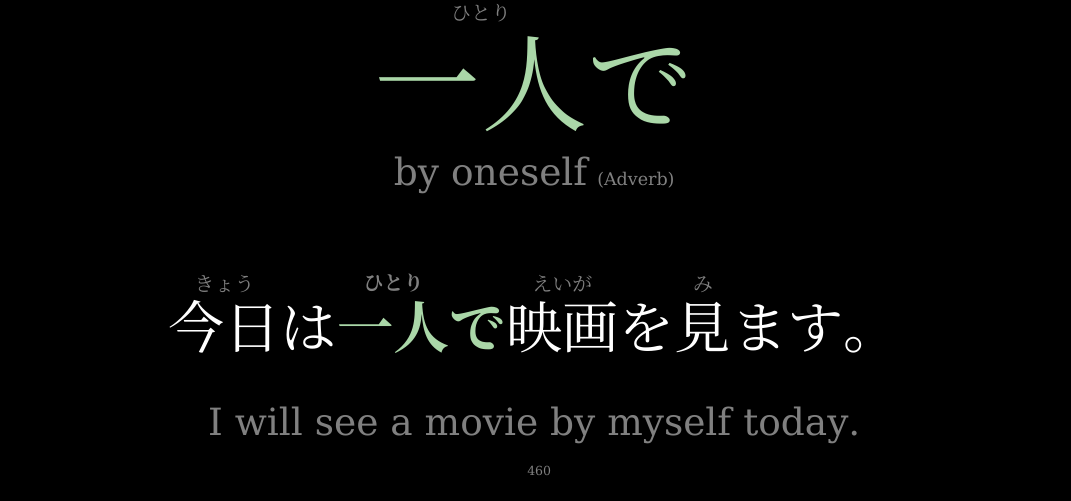 ひとり
一人で
by oneself (Adverb)
きょう ひとり えいが み
今日は一人で映画を見ます。
I will see a movie by myself today.
460